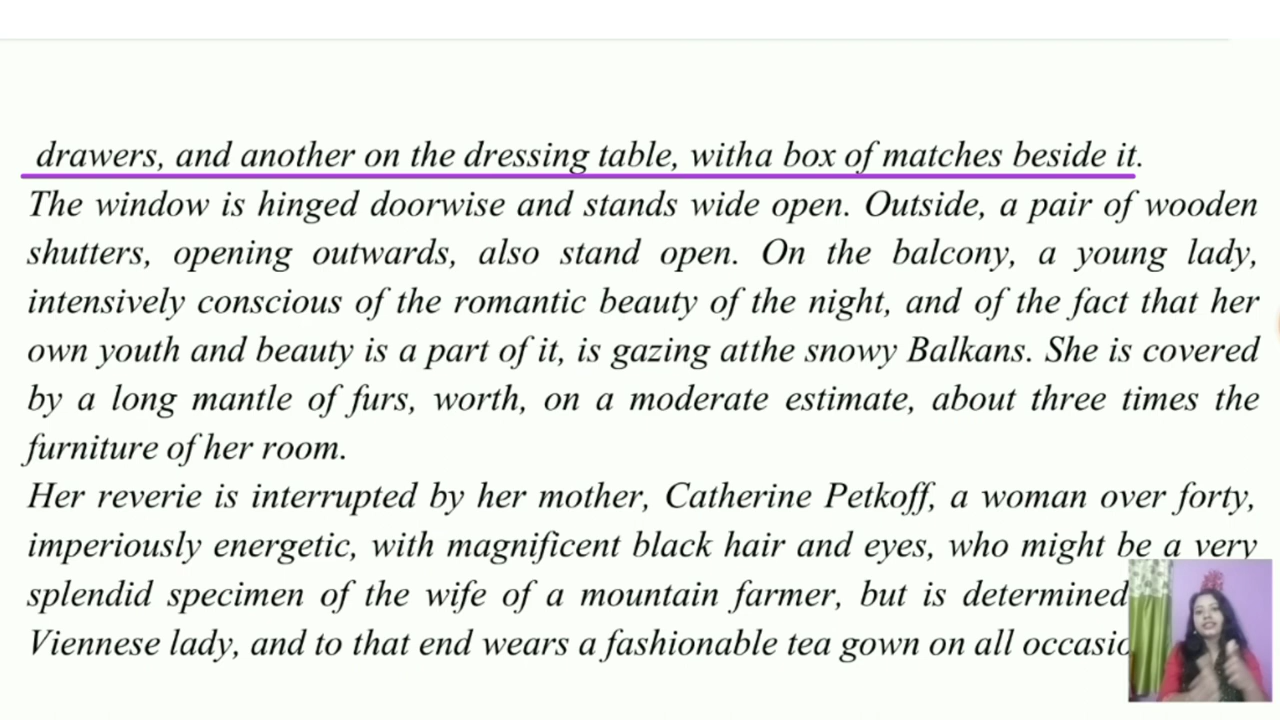 drawers, and another on the dressing table, witha box of matches beside it.
The window is hinged doorwise and stands wide open. Outside, a pair of wooden
shutters, opening outwards, also stand open. On the balcony, a young lady,
intensively conscious of the romantic beauty of the night, and of the fact that her
own youth and beauty is a part of it, is gazing atthe snowy Balkans. She is covered
by a long mantle of furs, worth, on a moderate estimate, about three times the
furniture of her room.
Her reverie is interrupted by her mother, Catherine Petkoff, a woman over forty,
imperiously energetic, with magnificent black hair and eyes, who might be a very
splendid specimen of the wife of a mountain farmer, but is determined
Viennese lady, and to that end wears a fashionable tea gown on all